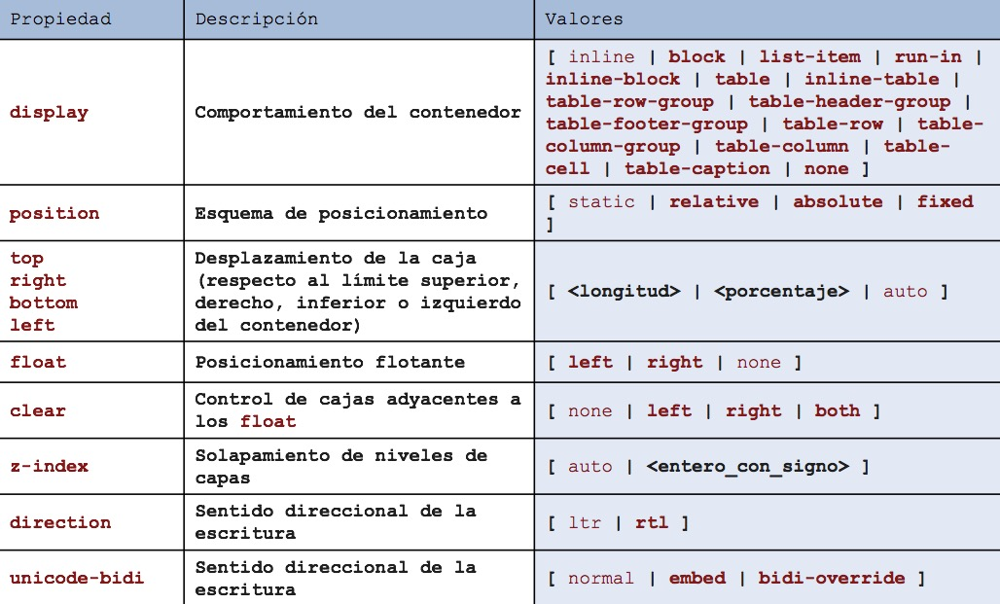 Propiedad Descripción Valores
display Comportamiento del contenedor
[ inline | block | list-item | run-in |
inline-block | table | inline-table |
table-row-group | table-header-group |
table-footer-group | table-row | table-
column-group | table-column | table-
cell | table-caption | none ]
position Esquema de posicionamiento
[ static | relative | absolute | fixed
]
top
right
bottom
left
Desplazamiento de la caja
(respecto al límite superior,
derecho, inferior o izquierdo
del contenedor)
[ <longitud> | <porcentaje> | auto ]
float Posicionamiento flotante [ left | right | none ]
clear
Control de cajas adyacentes a
los float
[ none | left | right | both ]
z-index
Solapamiento de niveles de
capas
[ auto | <entero_con_signo> ]
direction
Sentido direccional de la
escritura
[ ltr | rtl ]
unicode-bidi
Sentido direccional de la
escritura
[ normal | embed | bidi-override ]